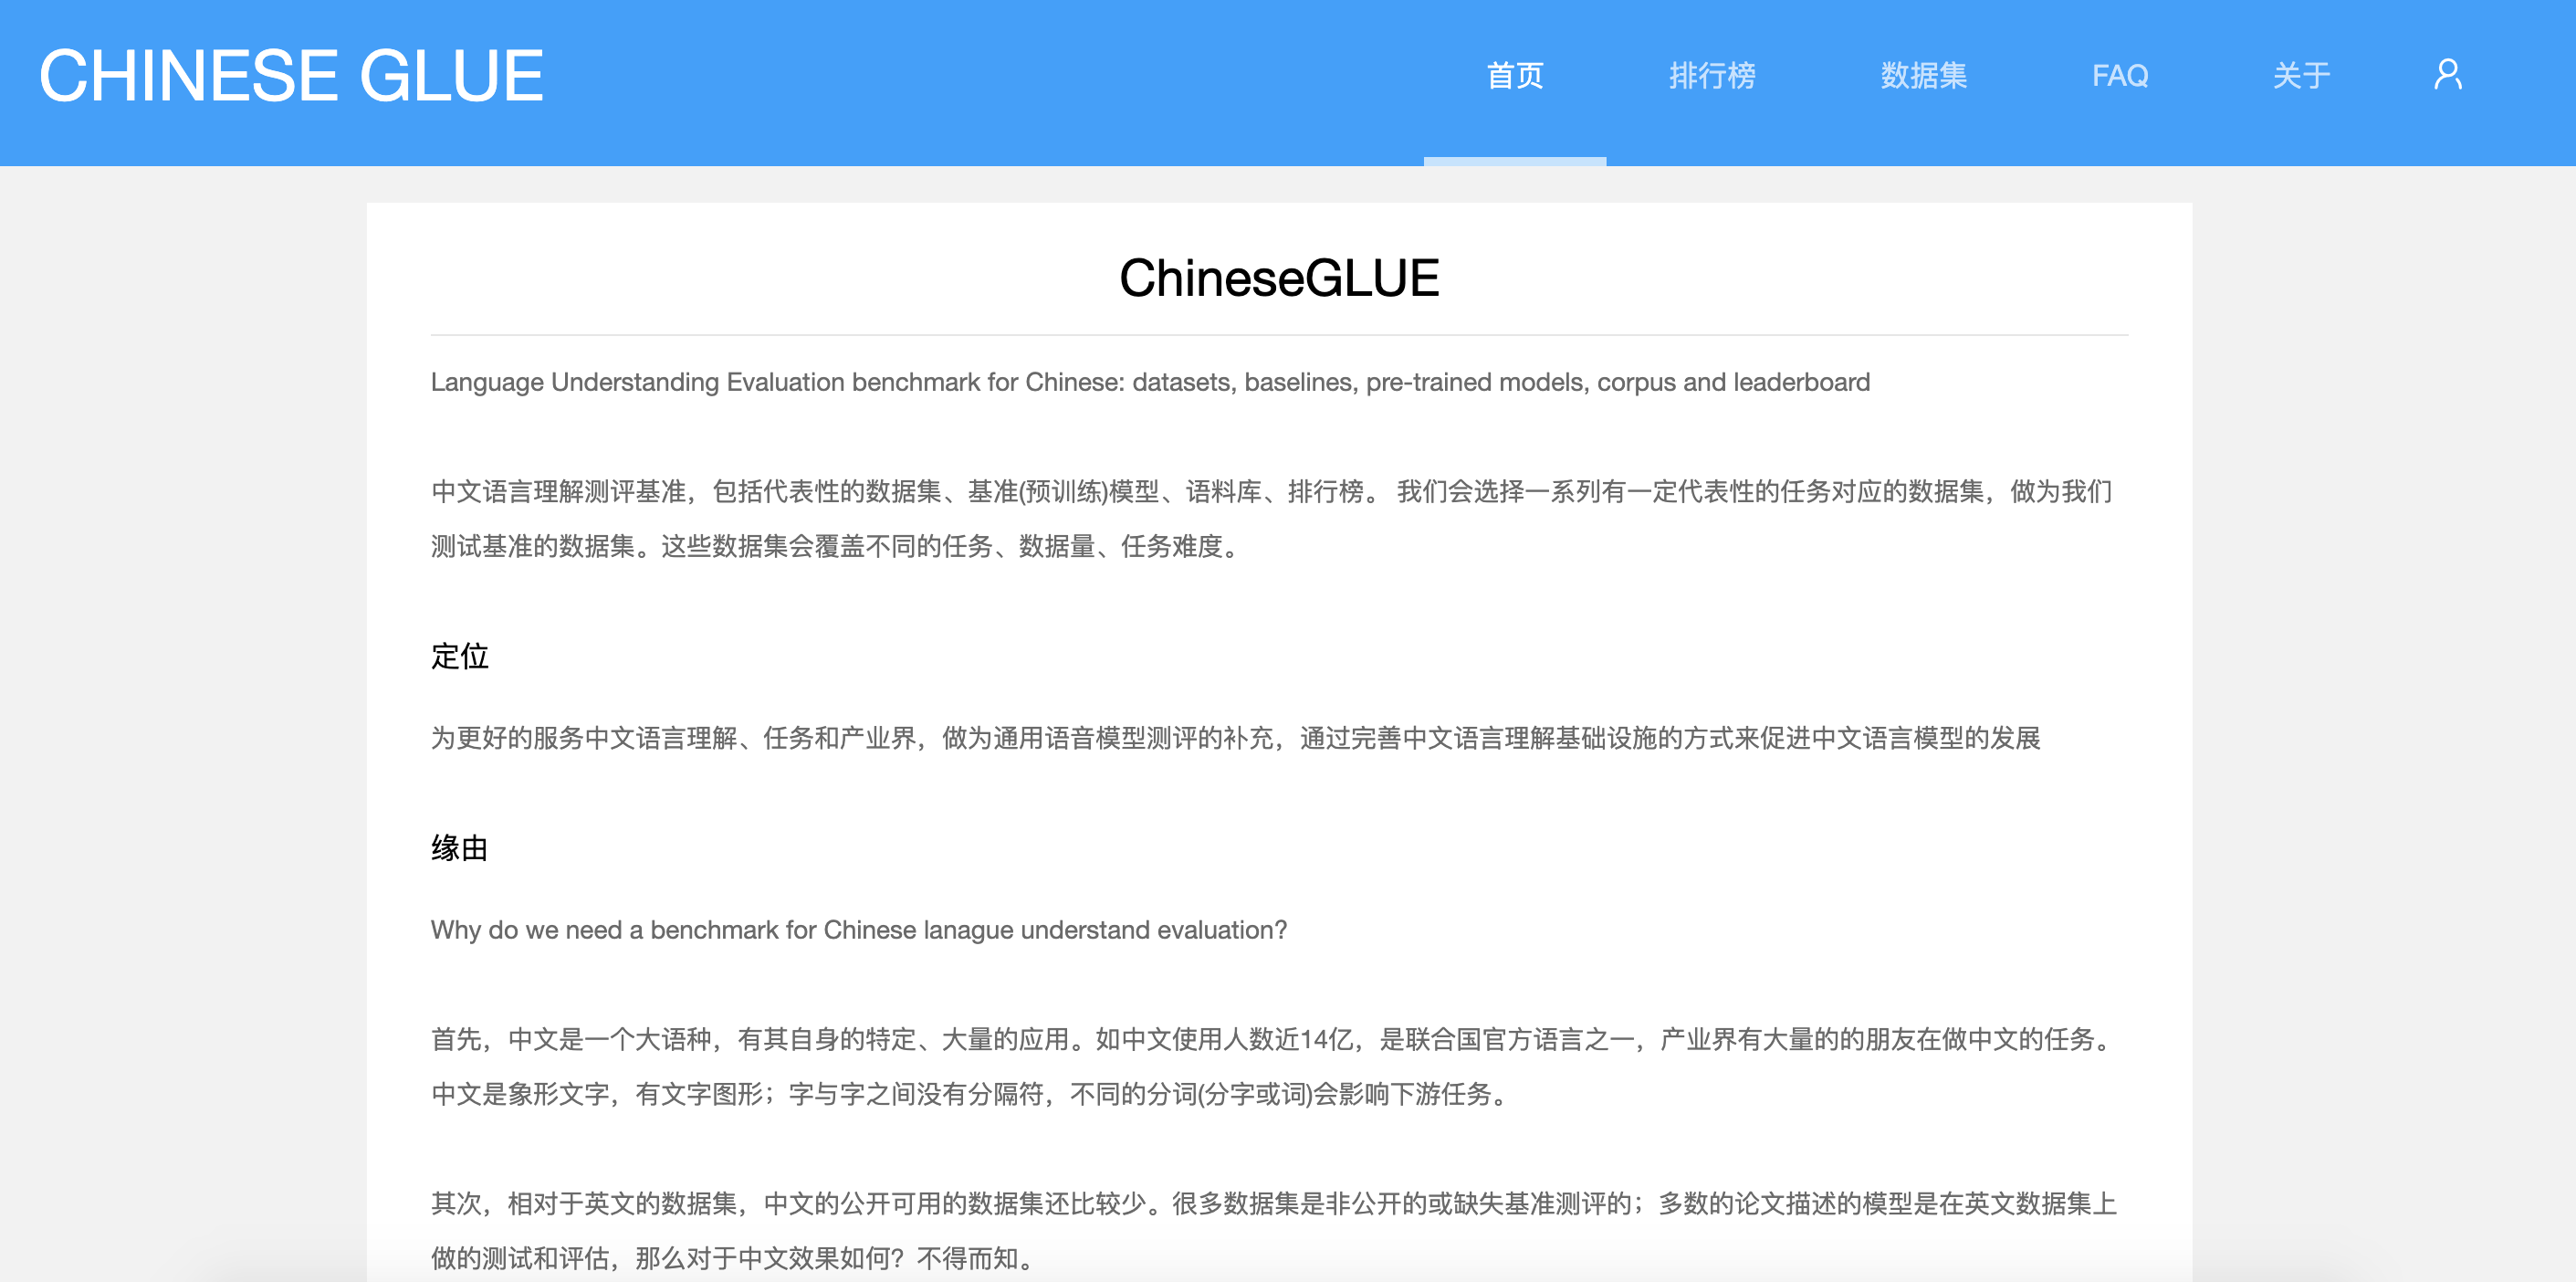 CHINESE GLUE
首页 排行榜 数据集 FAQ 关于
ChineseGLUE
Language Understanding Evaluation benchmark for Chinese: datasets, baselines, pre-trained models, corpus and leaderboard
中文语言理解测评基准，包括代表性的数据集、基准(预训练)模型、语料库、排行榜。 我们会选择一系列有一定代表性的任务对应的数据集，做为我们
测试基准的数据集。这些数据集会覆盖不同的任务、数据量、任务难度。
定位
为更好的服务中文语言理解、任务和产业界，做为通用语音模型测评的补充，通过完善中文语言理解基础设施的方式来促进中文语言模型的发展
缘由
Why do we need a benchmark for Chinese lanague understand evaluation?
首先，中文是一个大语种，有其自身的特定、大量的应用。如中文使用人数近14亿，是联合国官方语言之一，产业界有大量的的朋友在做中文的任务。
中文是象形文字，有文字图形；字与字之间没有分隔符，不同的分词(分字或词)会影响下游任务。
其次，相对于英文的数据集，中文的公开可用的数据集还比较少。很多数据集是非公开的或缺失基准测评的；多数的论文描述的模型是在英文数据集上
做的测试和评估，那么对于中文效果如何？不得而知。